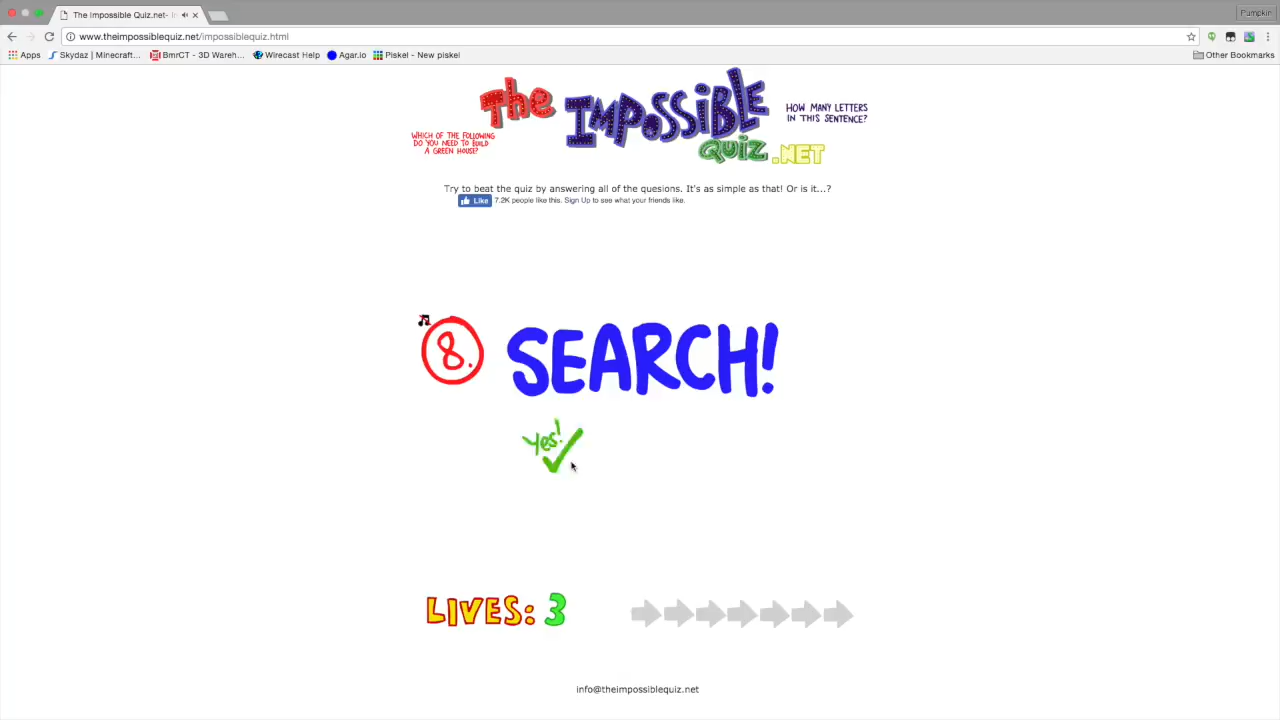 The Impossible Quiz.net- in
Pumpkin
www.theimpossiblequiz.net/impossiblequiz.html
Apps
Skydaz | Minecraft...
BmrCT - 3D Wareh...
Wirecast Help
Agar.io
Piskel - New piskel
Other Bookmarks
The IMPOSSIBLE
QUIZ .NET
WHICH OF THE FOLLOWING
DO YOU NEED TO BUILD
A GREEN HOUSE?
HOW MANY LETTERS
IN THIS SENTENCE?
Try to beat the quiz by answering all of the quesions. It's as simple as that! Or is it...?
Like 7.2K people like this. Sign Up to see what your friends like.
8. SEARCH!
Yes!
LIVES: 3
info@theimpossiblequiz.net